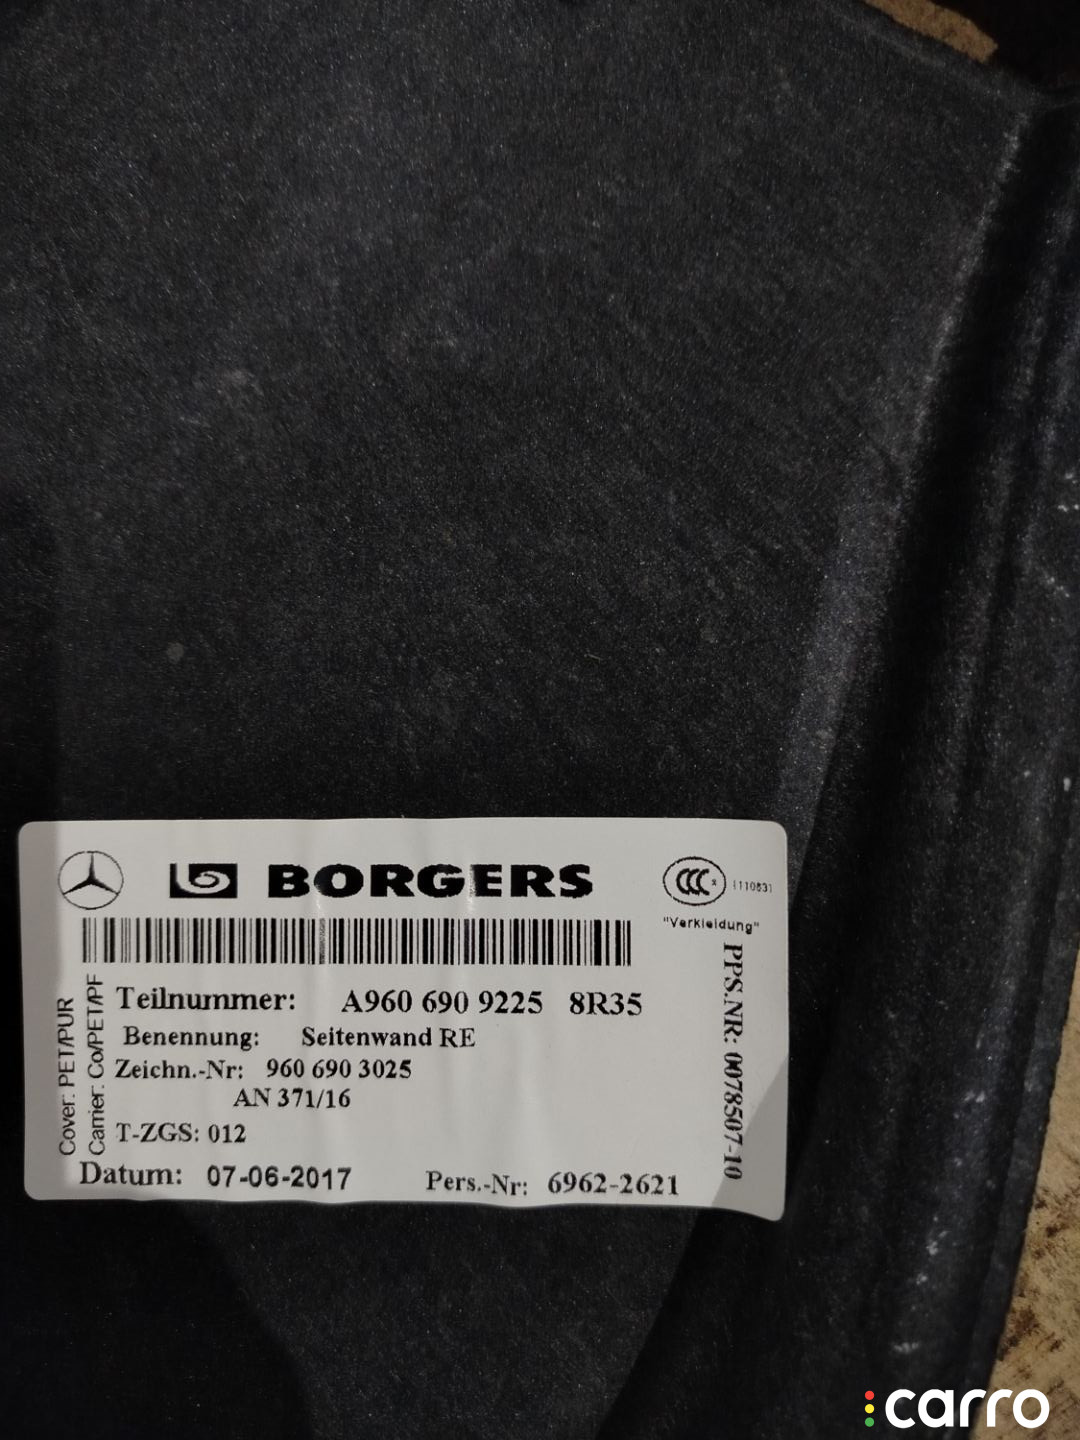 BORGERS
CCC S
1110831
"Verkleidung"
Teilnummer: A960 690 9225 8R35
Benennung: Seitenwand RE
Zeichn.-Nr: 960 690 3025
AN 371/16
T-ZGS: 012
Datum: 07-06-2017 Pers.-Nr: 6962-2621
Cover: PET/PUR
Carrier: Co/PET/PF
PPS.NR: 0078507-10
carro